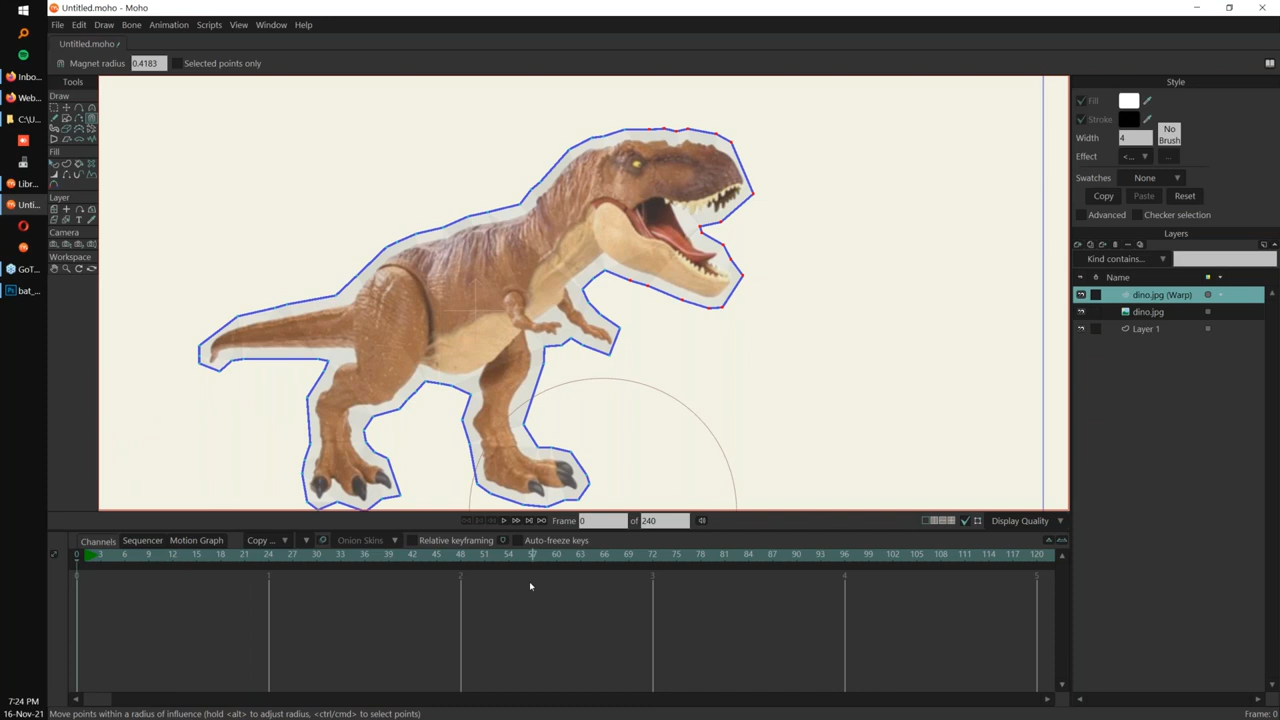 Untitled.moho - Moho
File Edit Draw Bone Animation Scripts View Window Help
Untitled.moho
Magnet radius 0.4183 Selected points only
Tools
Draw
Fill
Layer
Camera
Workspace
Inbo...
Web...
C:\U...
Libr...
Unti...
GoT...
bat_...
7:24 PM
16-Nov-21
Style
Fill
Stroke
Width 4
No Brush
Effect <... ...
Swatches None
Copy Paste Reset
Advanced Checker selection
Layers
Kind contains...
Name
dino.jpg (Warp)
dino.jpg
Layer 1
Frame 0 of 240 Display Quality
Channels Sequencer Motion Graph Copy ... Onion Skins Relative keyframing Auto-freeze keys
0 3 6 9 12 15 18 21 24 27 30 33 36 39 42 45 48 51 54 57 60 63 66 69 72 75 78 81 84 87 90 93 96 99 102 105 108 111 114 117 120
0 1 2 3 4 5
Move points within a radius of influence (hold <alt> to adjust radius, <ctrl/cmd> to select points)
Frame: 0